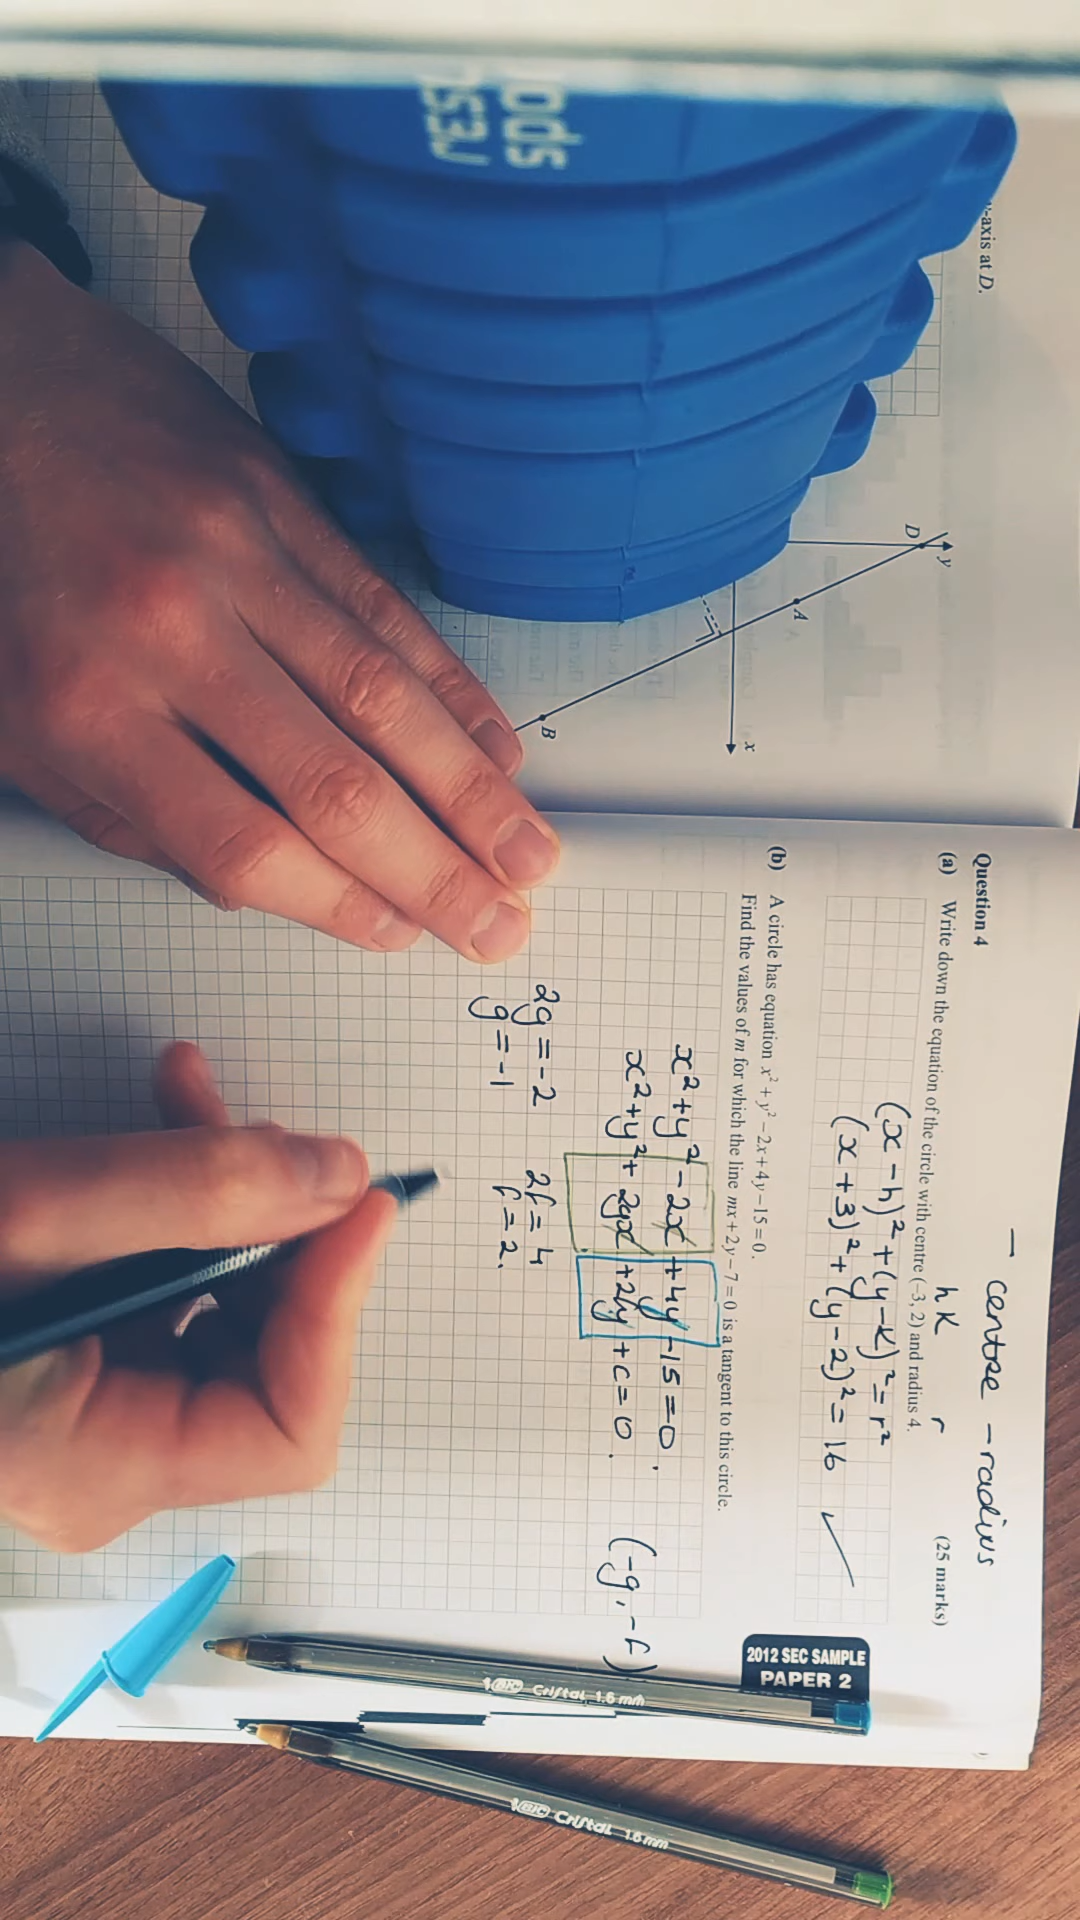 ods
OS3J
-axis at D.
D
y
A
x
B
– centre – radius
Question 4
(25 marks)
h K r
(a) Write down the equation of the circle with centre (−3, 2) and radius 4.
(x – h)² + (y – k)² = r²
(x + 3)² + (y – 2)² = 16 ✓
2012 SEC SAMPLE
PAPER 2
(b) A circle has equation x² + y² − 2x + 4y − 15 = 0.
Find the values of m for which the line mx + 2y − 7 = 0 is a tangent to this circle.
x² + y² – 2x + 4y – 15 = 0.
x² + y² + 2gx + 2fy + c = 0. (-g, -f)
2g = -2 2f = 4
g = -1 f = 2.
BIC Cristal 1.6 mm
BIC Cristal 1.6 mm